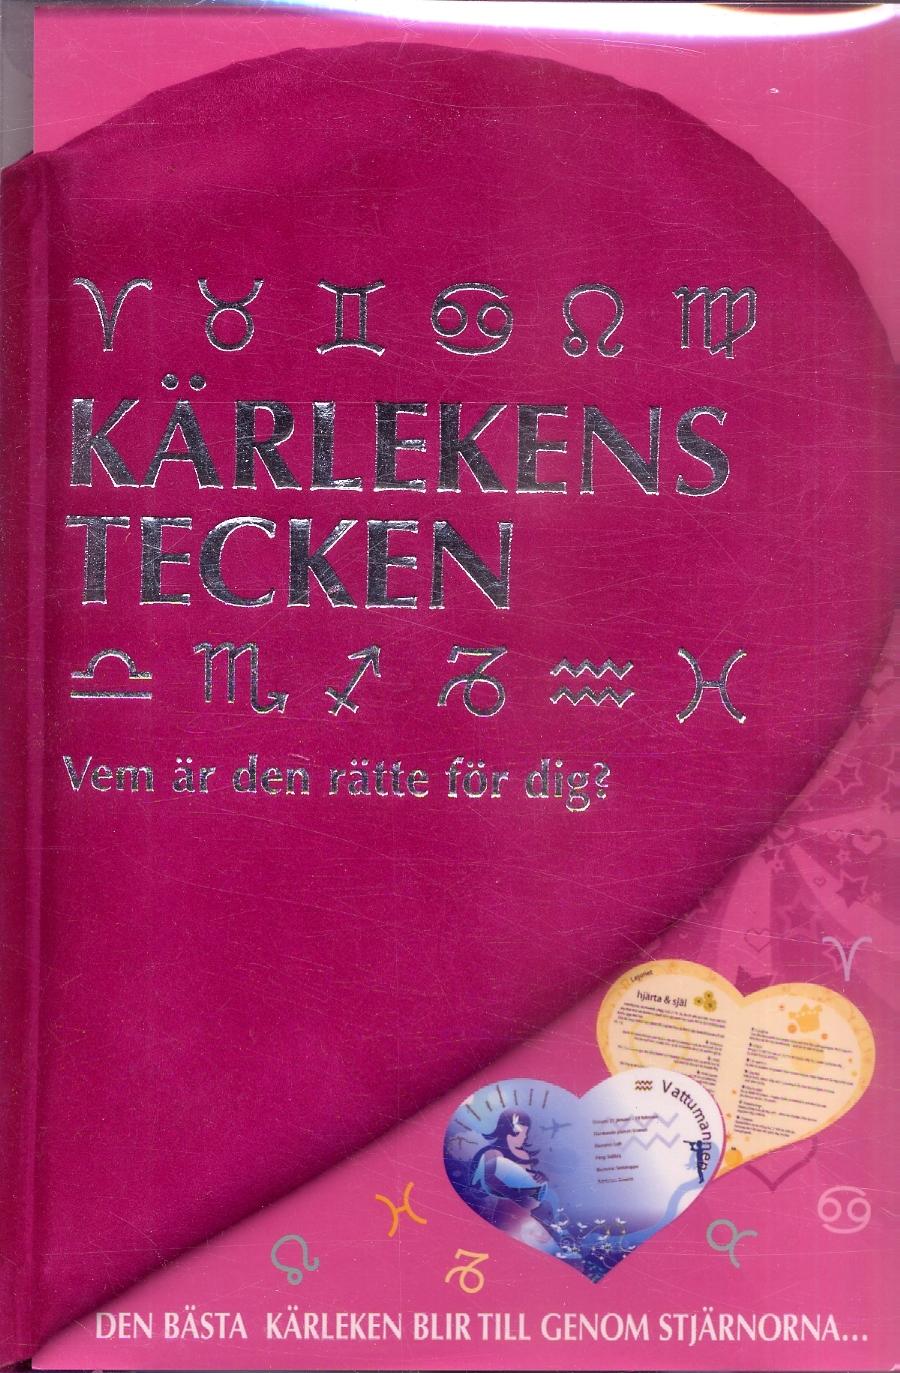 ♈ ♉ ♊ ♋ ♌ ♍
KÄRLEKENS
TECKEN
♎ ♏ ♐ ♑ ♒ ♓
Vem är den rätte för dig?
hjärta & själ
Vattumannen
DEN BÄSTA KÄRLEKEN BLIR TILL GENOM STJÄRNORNA...